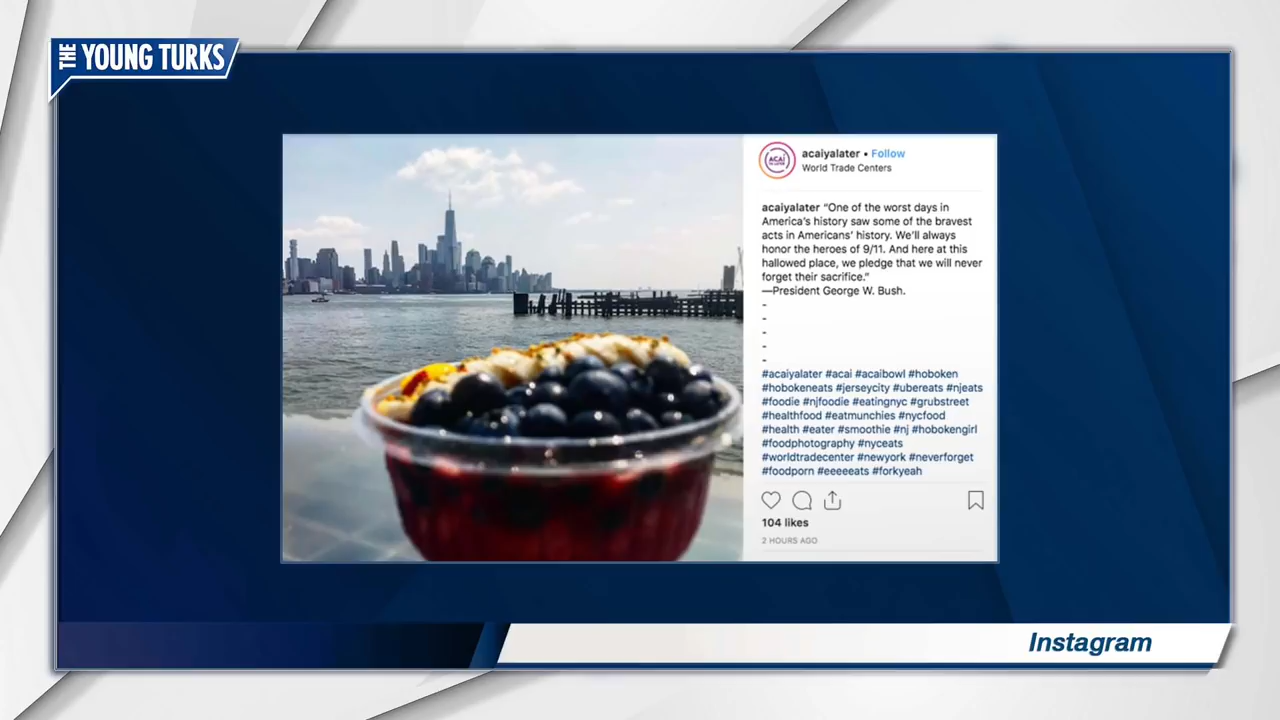 THE YOUNG TURKS
ACAI
acaiyalater • Follow
World Trade Centers
acaiyalater “One of the worst days in
America’s history saw some of the bravest
acts in Americans’ history. We’ll always
honor the heroes of 9/11. And here at this
hallowed place, we pledge that we will never
forget their sacrifice.”
—President George W. Bush.
-
-
-
-
-
#acaiyalater #acai #acaibowl #hoboken
#hobokeneats #jerseycity #ubereats #njeats
#foodie #njfoodie #eatingnyc #grubstreet
#healthfood #eatmunchies #nycfood
#health #eater #smoothie #nj #hobokengirl
#foodphotography #nyceats
#worldtradecenter #newyork #neverforget
#foodporn #eeeeeats #forkyeah
104 likes
2 HOURS AGO
Instagram